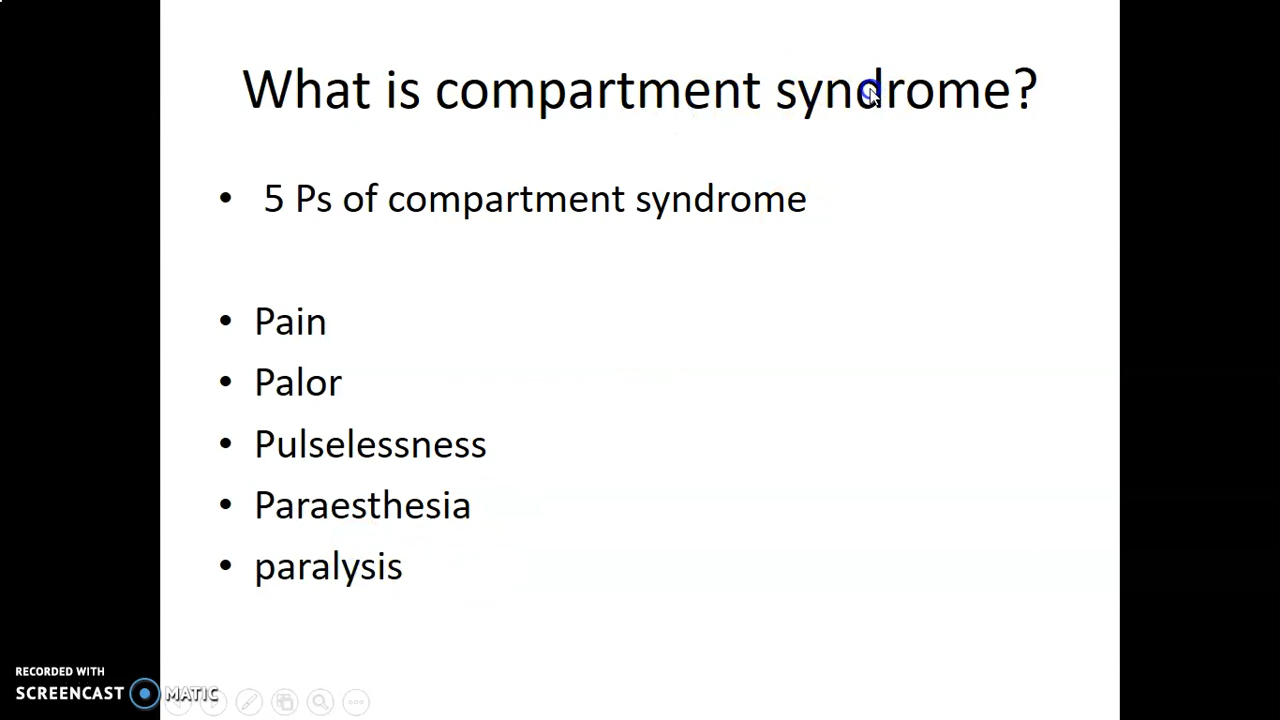 What is compartment syndrome?
• 5 Ps of compartment syndrome
• Pain
• Palor
• Pulselessness
• Paraesthesia
• paralysis
RECORDED WITH
SCREENCAST MATIC